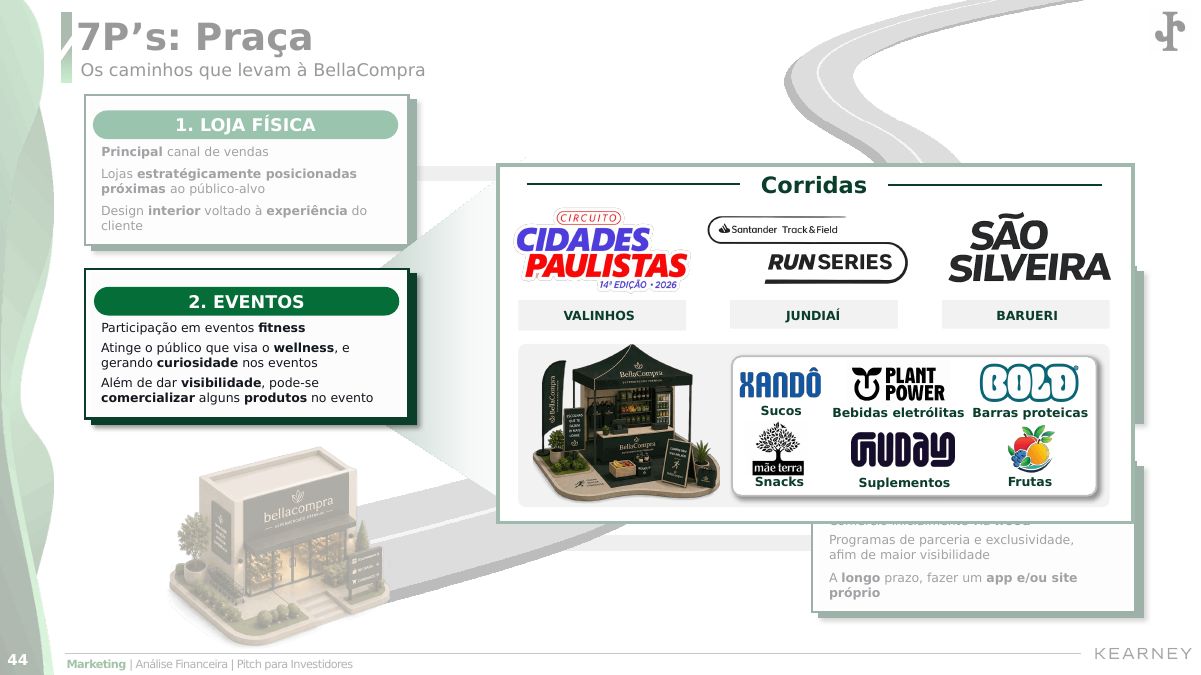 7P’s: Praça
Os caminhos que levam à BellaCompra
1. LOJA FÍSICA
Principal canal de vendas
Lojas estratégicamente posicionadas
próximas ao público-alvo
Design interior voltado à experiência do
cliente
2. EVENTOS
Participação em eventos fitness
Atinge o público que visa o wellness, e
gerando curiosidade nos eventos
Além de dar visibilidade, pode-se
comercializar alguns produtos no evento
Corridas
CIRCUITO
CIDADES
PAULISTAS
14ª EDIÇÃO • 2026
Santander Track&Field
RUN SERIES
SÃO
SILVEIRA
VALINHOS
JUNDIAÍ
BARUERI
BellaCompra
BellaCompra
BellaCompra
XANDÔ
Sucos
PLANT
POWER
Bebidas eletrólitas
BOLD
Barras proteicas
mãe terra
Snacks
GUDAY
Suplementos
Frutas
bellacompra
Programas de parceria e exclusividade,
afim de maior visibilidade
A longo prazo, fazer um app e/ou site
próprio
44
Marketing | Análise Financeira | Pitch para Investidores
KEARNEY